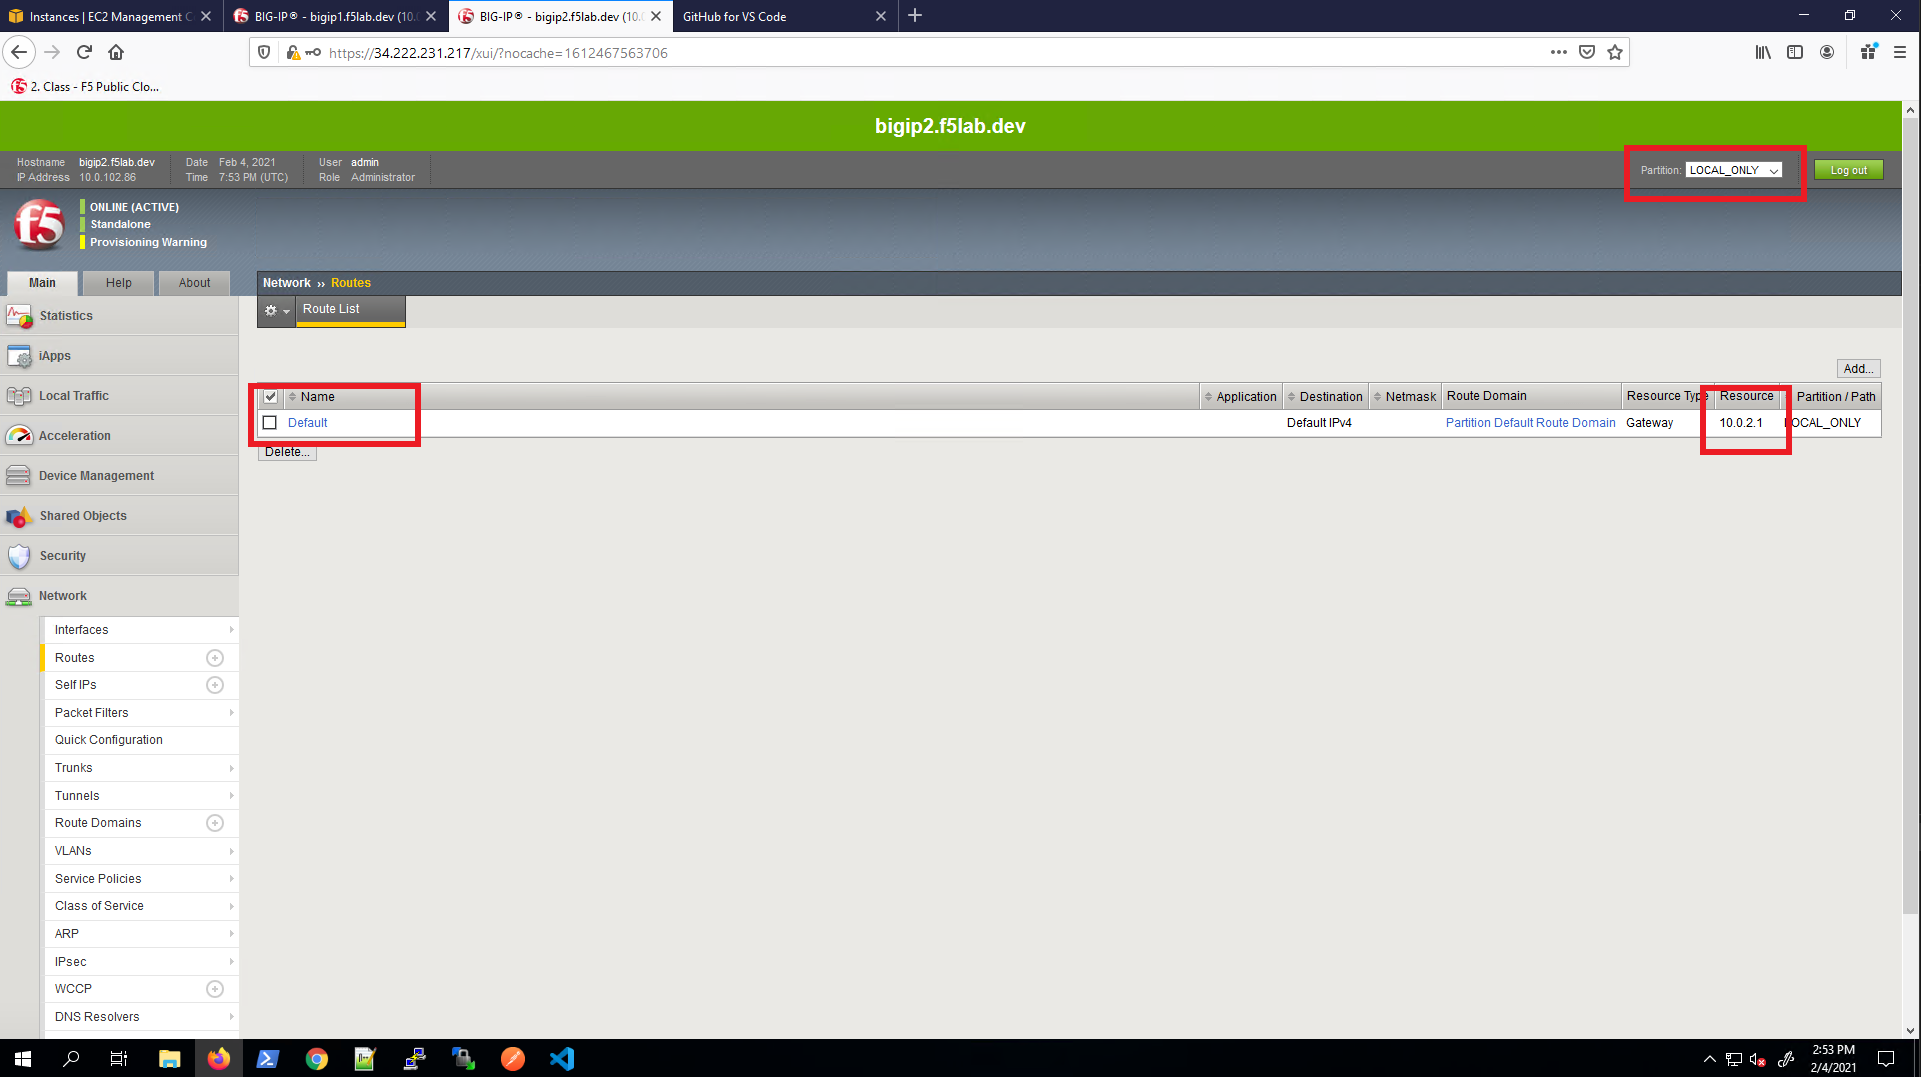 Instances | EC2 Management C
BIG-IP® - bigip1.f5lab.dev (10.0
BIG-IP® - bigip2.f5lab.dev (10.0
GitHub for VS Code
https://34.222.231.217/xui/?nocache=1612467563706
2. Class - F5 Public Clo...
bigip2.f5lab.dev
Hostname bigip2.f5lab.dev Date Feb 4, 2021 User admin
IP Address 10.0.102.86 Time 7:53 PM (UTC) Role Administrator
Partition: LOCAL_ONLY
Log out
f5
ONLINE (ACTIVE)
Standalone
Provisioning Warning
Main Help About
Network ›› Routes
Route List
Statistics
iApps
Local Traffic
Acceleration
Device Management
Shared Objects
Security
Network
Interfaces
Routes
Self IPs
Packet Filters
Quick Configuration
Trunks
Tunnels
Route Domains
VLANs
Service Policies
Class of Service
ARP
IPsec
WCCP
DNS Resolvers
Add...
Name Application Destination Netmask Route Domain Resource Type Resource Partition / Path
Default Default IPv4 Partition Default Route Domain Gateway 10.0.2.1 LOCAL_ONLY
Delete...
2:53 PM
2/4/2021